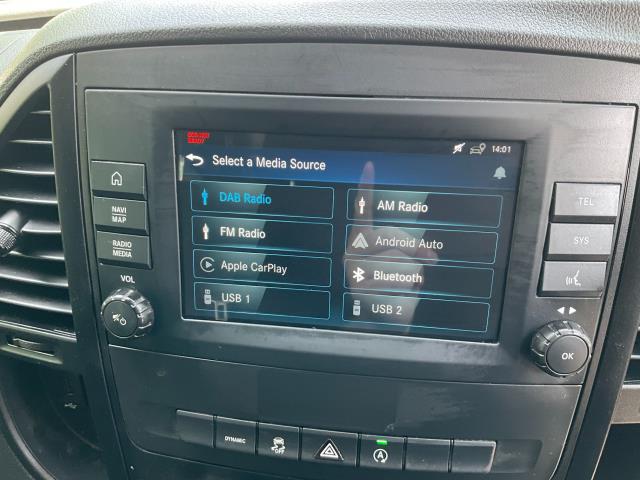 14:01
Select a Media Source
DAB Radio
AM Radio
FM Radio
Android Auto
Apple CarPlay
Bluetooth
USB 1
USB 2
NAVI
MAP
RADIO
MEDIA
VOL
TEL
SYS
OK
DYNAMIC
OFF
A